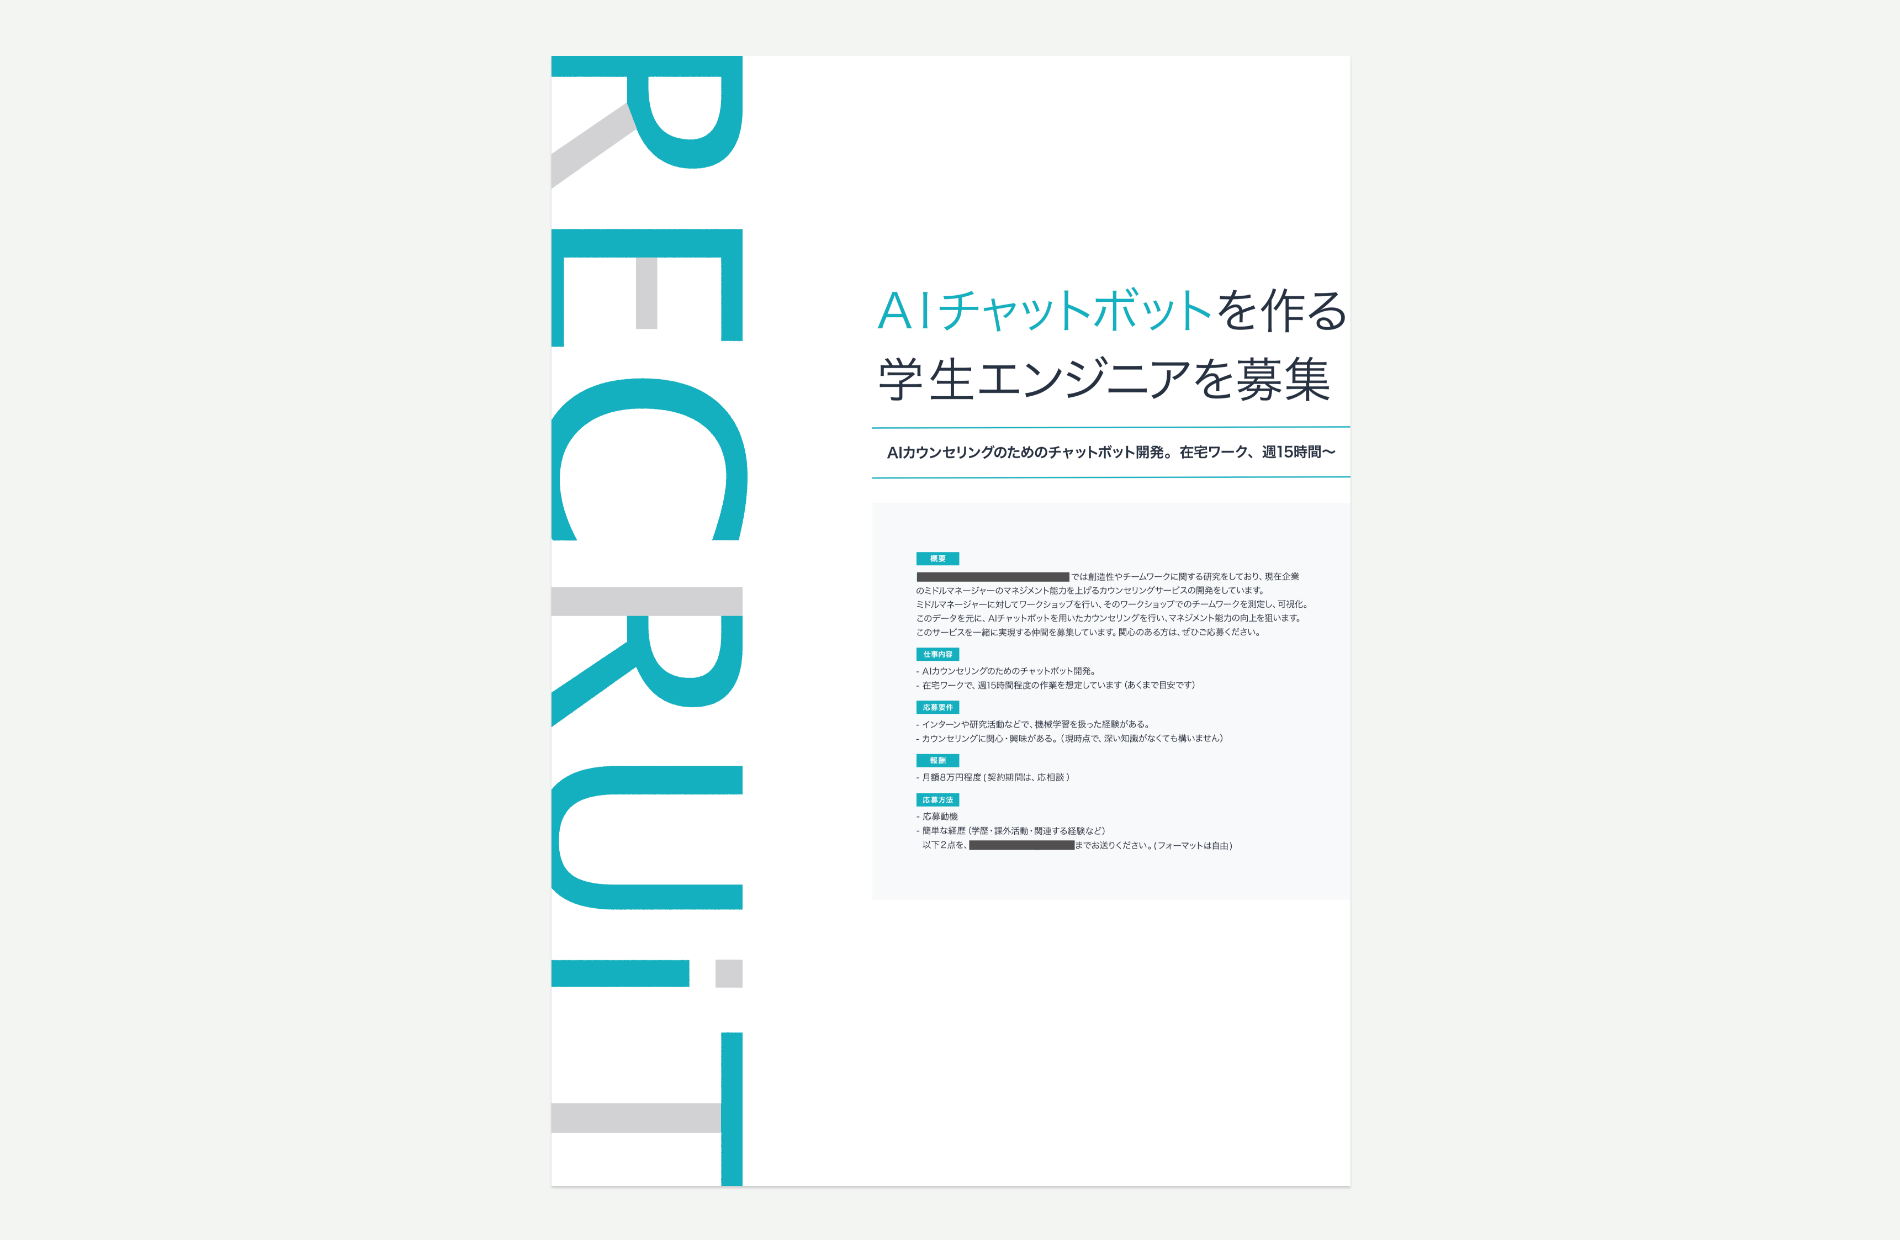 RECRUiT
AIチャットボットを作る
学生エンジニアを募集
AIカウンセリングのためのチャットボット開発。在宅ワーク、週15時間〜
概要
では創造性やチームワークに関する研究をしており、現在企業
のミドルマネージャーのマネジメント能力を上げるカウンセリングサービスの開発をしています。
ミドルマネージャーに対してワークショップを行い、そのワークショップでのチームワークを測定し、可視化。
このデータを元に、AIチャットボットを用いたカウンセリングを行い、マネジメント能力の向上を狙います。
このサービスを一緒に実現する仲間を募集しています。関心のある方は、ぜひご応募ください。
仕事内容
- AIカウンセリングのためのチャットボット開発。
- 在宅ワークで、週15時間程度の作業を想定しています（あくまで目安です）
応募要件
- インターンや研究活動などで、機械学習を扱った経験がある。
- カウンセリングに関心・興味がある。（現時点で、深い知識がなくても構いません）
報酬
- 月額8万円程度（契約期間は、応相談）
応募方法
- 応募動機
- 簡単な経歴（学歴・課外活動・関連する経験など）
以下2点を、までお送りください。（フォーマットは自由）